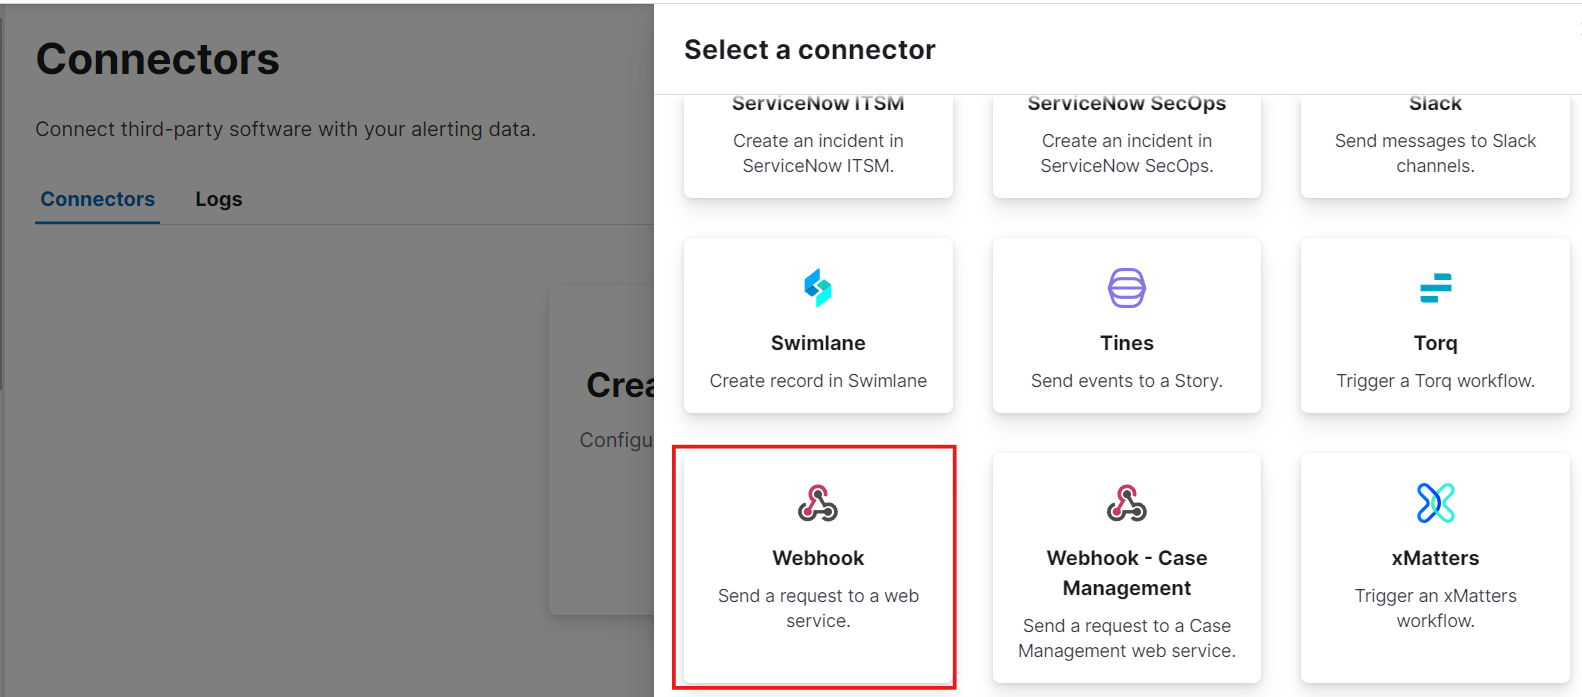 Connectors
Connect third-party software with your alerting data.
Connectors
Logs
Crea
Configu
Select a connector
ServiceNow ITSM
Create an incident in
ServiceNow ITSM.
ServiceNow SecOps
Create an incident in
ServiceNow SecOps.
Slack
Send messages to Slack
channels.
Swimlane
Create record in Swimlane
Tines
Send events to a Story.
Torq
Trigger a Torq workflow.
Webhook
Send a request to a web
service.
Webhook - Case
Management
Send a request to a Case
Management web service.
xMatters
Trigger an xMatters
workflow.